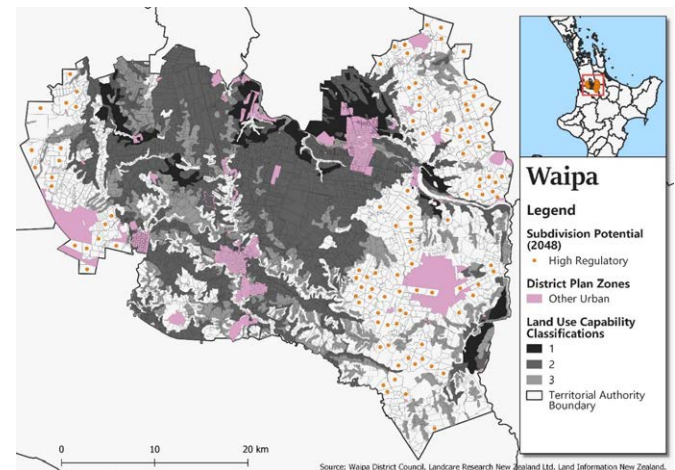 Waipa
Legend
Subdivision Potential
(2048)
High Regulatory
District Plan Zones
Other Urban
Land Use Capability
Classifications
1
2
3
Territorial Authority
Boundary
0 10 20 km
Source: Waipa District Council, Landcare Research New Zealand Ltd, Land Information New Zealand.